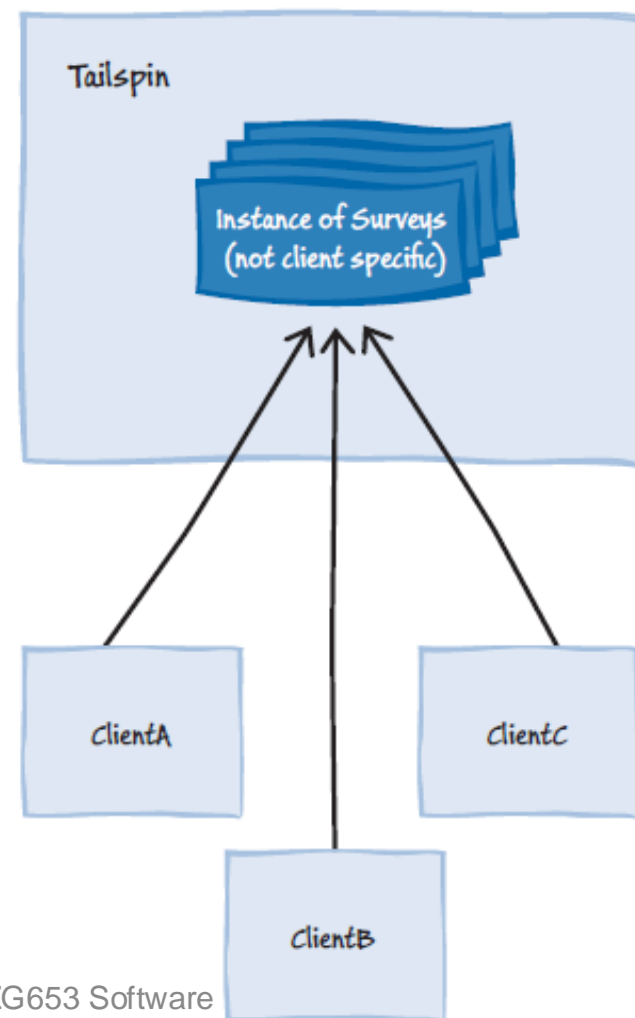 Tailspin
Instance of Surveys
(not client specific)
ClientA
ClientC
ClientB
G653 Software